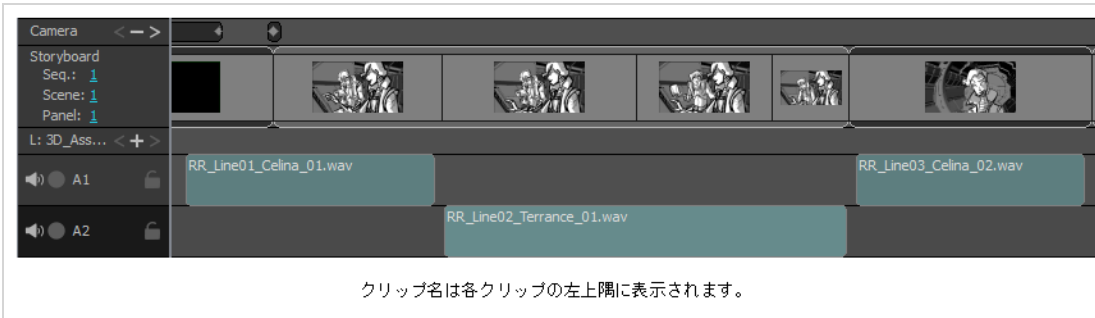 Camera < - >
Storyboard
Seq.: 1
Scene: 1
Panel: 1
L: 3D_Ass... < + >
A1
RR_Line01_Celina_01.wav
RR_Line03_Celina_02.wav
A2
RR_Line02_Terrance_01.wav
クリップ名は各クリップの左上隅に表示されます。